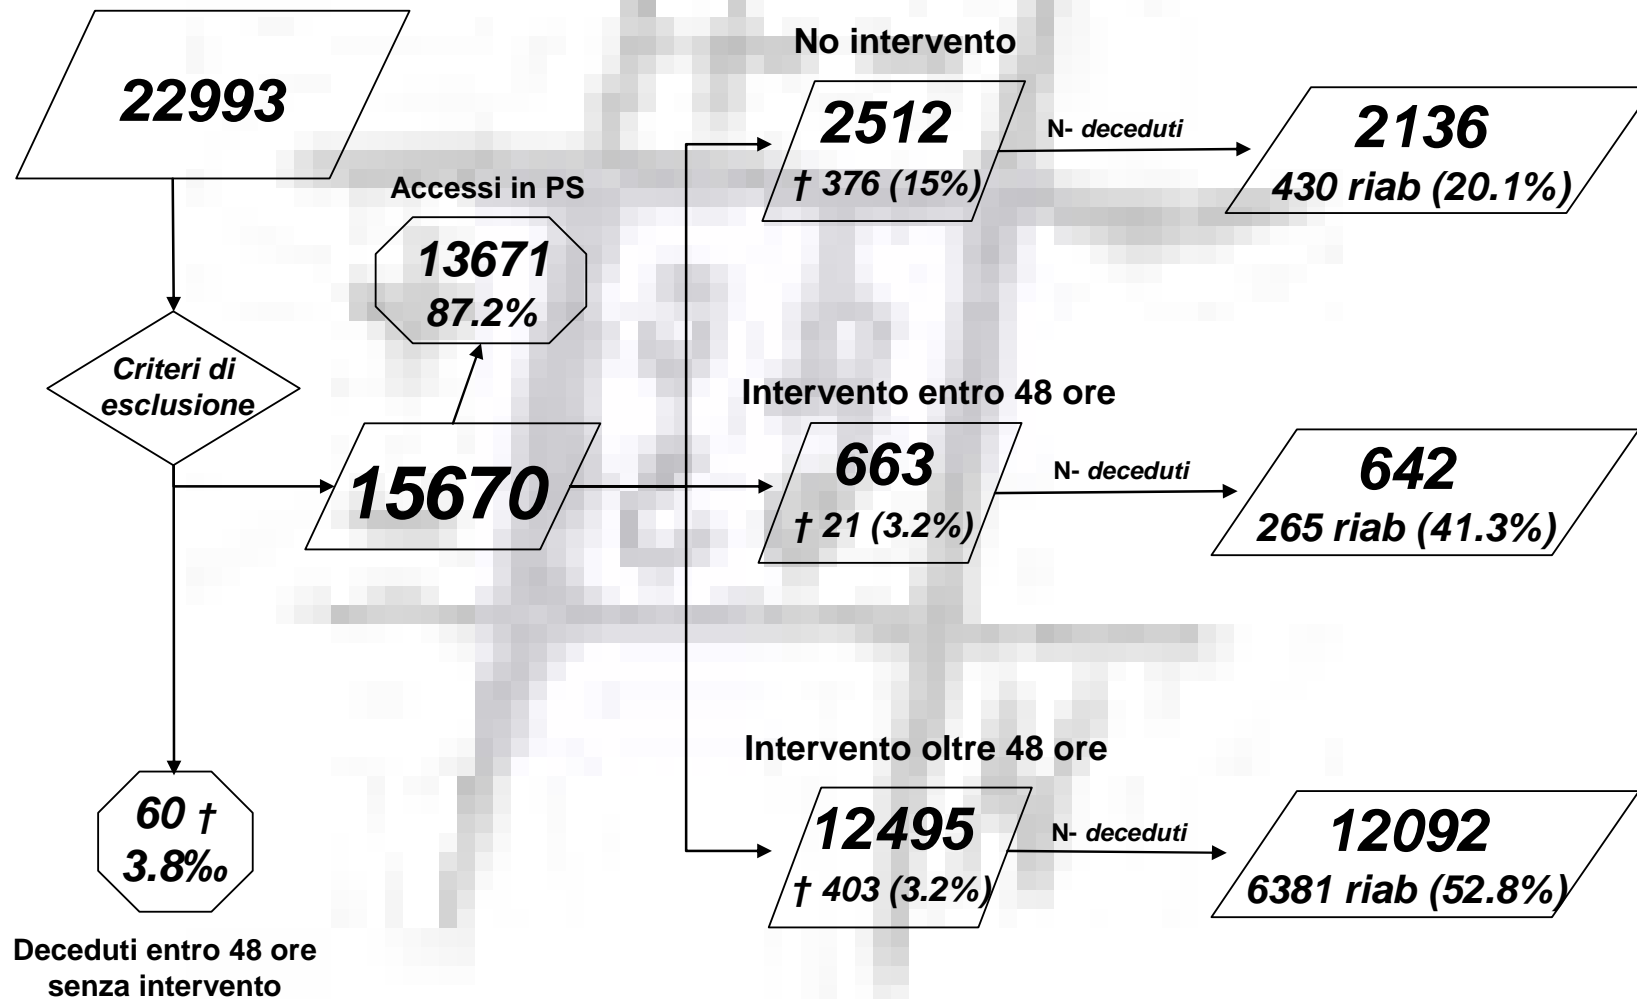 22993
Criteri di
esclusione
60 †
3.8‰
Deceduti entro 48 ore
senza intervento
Accessi in PS
13671
87.2%
15670
No intervento
2512
† 376 (15%)
N- deceduti
2136
430 riab (20.1%)
Intervento entro 48 ore
663
† 21 (3.2%)
N- deceduti
642
265 riab (41.3%)
Intervento oltre 48 ore
12495
† 403 (3.2%)
N- deceduti
12092
6381 riab (52.8%)